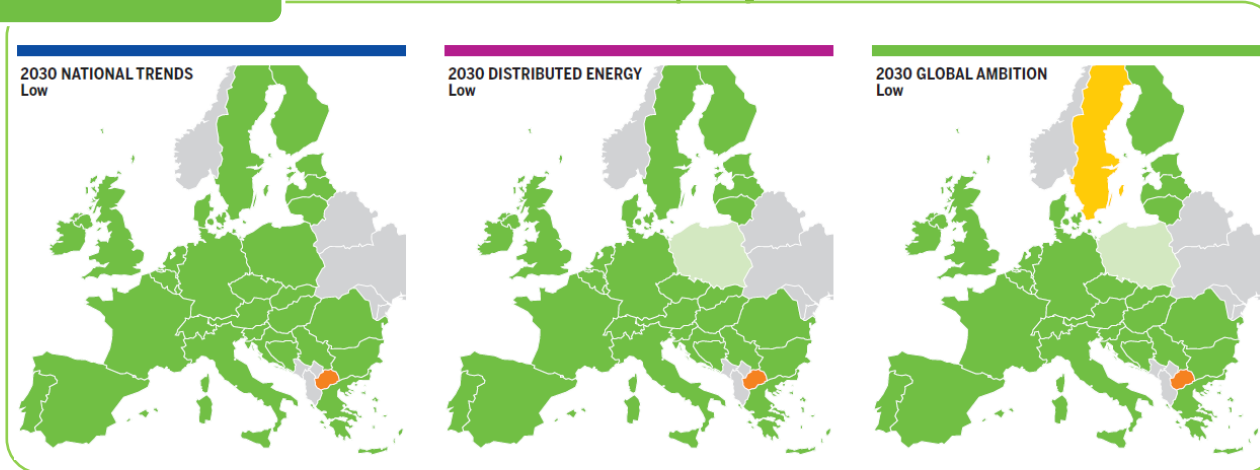 2030 NATIONAL TRENDS
Low
2030 DISTRIBUTED ENERGY
Low
2030 GLOBAL AMBITION
Low